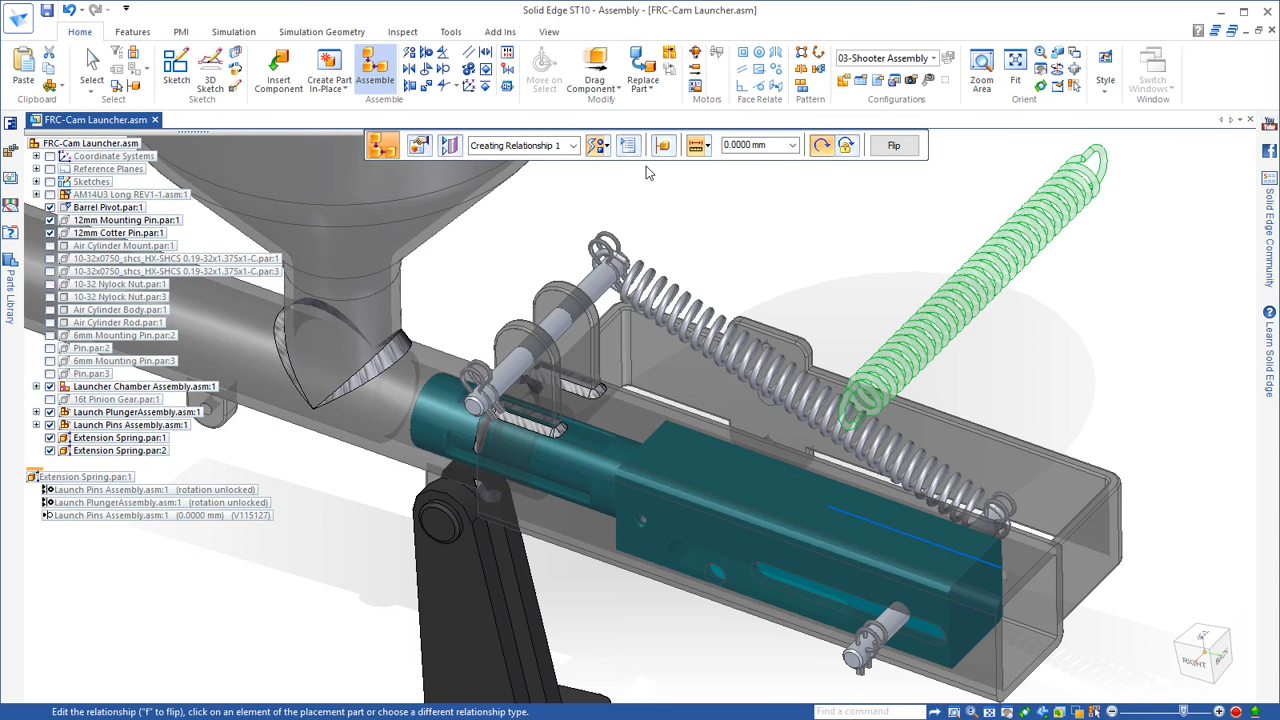 Solid Edge ST10 - Assembly - [FRC-Cam Launcher.asm]
Home
Features
PMI
Simulation
Simulation Geometry
Inspect
Tools
Add Ins
View
Paste
Select
Sketch
3D Sketch
Insert Component
Create Part In-Place
Assemble
Move on Select
Drag Component
Replace Part
03-Shooter Assembly
Zoom Area
Fit
Style
Switch Windows
Clipboard
Select
Sketch
Assemble
Modify
Motors
Face Relate
Pattern
Configurations
Orient
Window
FRC-Cam Launcher.asm
Creating Relationship 1
0.0000 mm
Flip
FRC-Cam Launcher.asm
Coordinate Systems
Reference Planes
Sketches
AM14U3 Long REV1-1.asm:1
Barrel Pivot.par:1
12mm Mounting Pin.par:1
12mm Cotter Pin.par:1
Air Cylinder Mount.par:1
10-32x0750_shcs_HX-SHCS 0.19-32x1.375x1-C.par:1
10-32x0750_shcs_HX-SHCS 0.19-32x1.375x1-C.par:3
10-32 Nylock Nut.par:1
10-32 Nylock Nut.par:3
Air Cylinder Body.par:1
Air Cylinder Rod.par:1
6mm Mounting Pin.par:2
Pin.par:2
6mm Mounting Pin.par:3
Pin.par:3
Launcher Chamber Assembly.asm:1
16t Pinion Gear.par:1
Launch PlungerAssembly.asm:1
Launch Pins Assembly.asm:1
Extension Spring.par:1
Extension Spring.par:2
Extension Spring.par:1
Launch Pins Assembly.asm:1 (rotation unlocked)
Launch PlungerAssembly.asm:1 (rotation unlocked)
Launch Pins Assembly.asm:1 (0.0000 mm) (V115127)
Parts Library
YouTube
Solid Edge Community
Learn Solid Edge
RIGHT
BACK
Edit the relationship ("f" to flip), click on an element of the placement part or choose a different relationship type.
Find a command